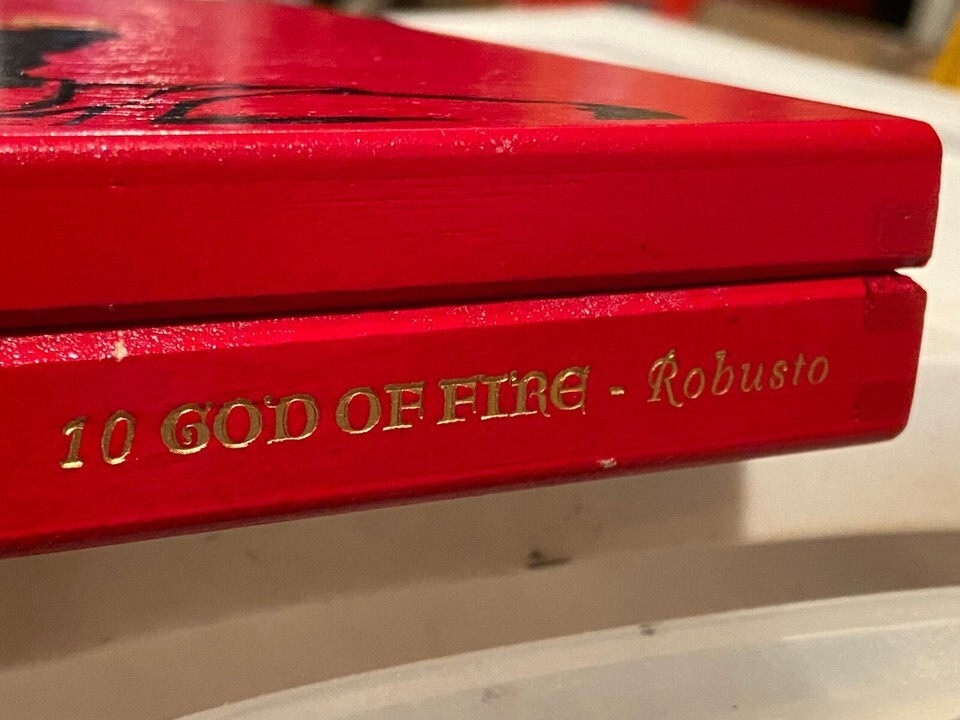 10 GOD OF FIRE - Robusto